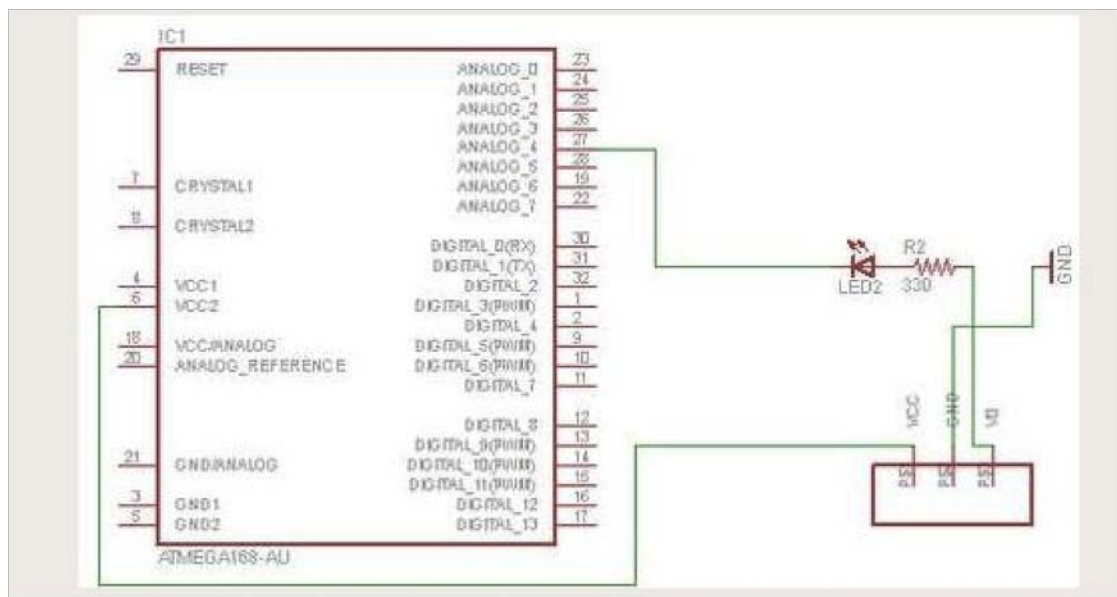 IC1
29 RESET ANALOG_0 23
ANALOG_1 24
ANALOG_2 25
ANALOG_3 26
ANALOG_4 27
ANALOG_5 28
7 CRYSTAL1 ANALOG_6 19
ANALOG_7 22
8 CRYSTAL2
DIGITAL_0(RX) 30
DIGITAL_1(TX) 31
4 VCC1 DIGITAL_2 32
6 VCC2 DIGITAL_3(PWM) 1
DIGITAL_4 2
18 VCC/ANALOG DIGITAL_5(PWM) 9
20 ANALOG_REFERENCE DIGITAL_6(PWM) 10
DIGITAL_7 11
DIGITAL_8 12
DIGITAL_9(PWM) 13
21 GND/ANALOG DIGITAL_10(PWM) 14
DIGITAL_11(PWM) 15
3 GND1 DIGITAL_12 16
5 GND2 DIGITAL_13 17
ATMEGA168-AU
R2
LED2 330
GND
VCC GND VO